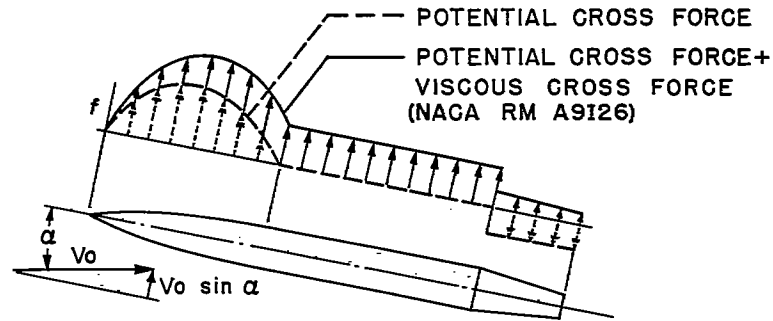 POTENTIAL CROSS FORCE
POTENTIAL CROSS FORCE+
VISCOUS CROSS FORCE
(NACA RM A9I26)
f
α
Vo
Vo sin α